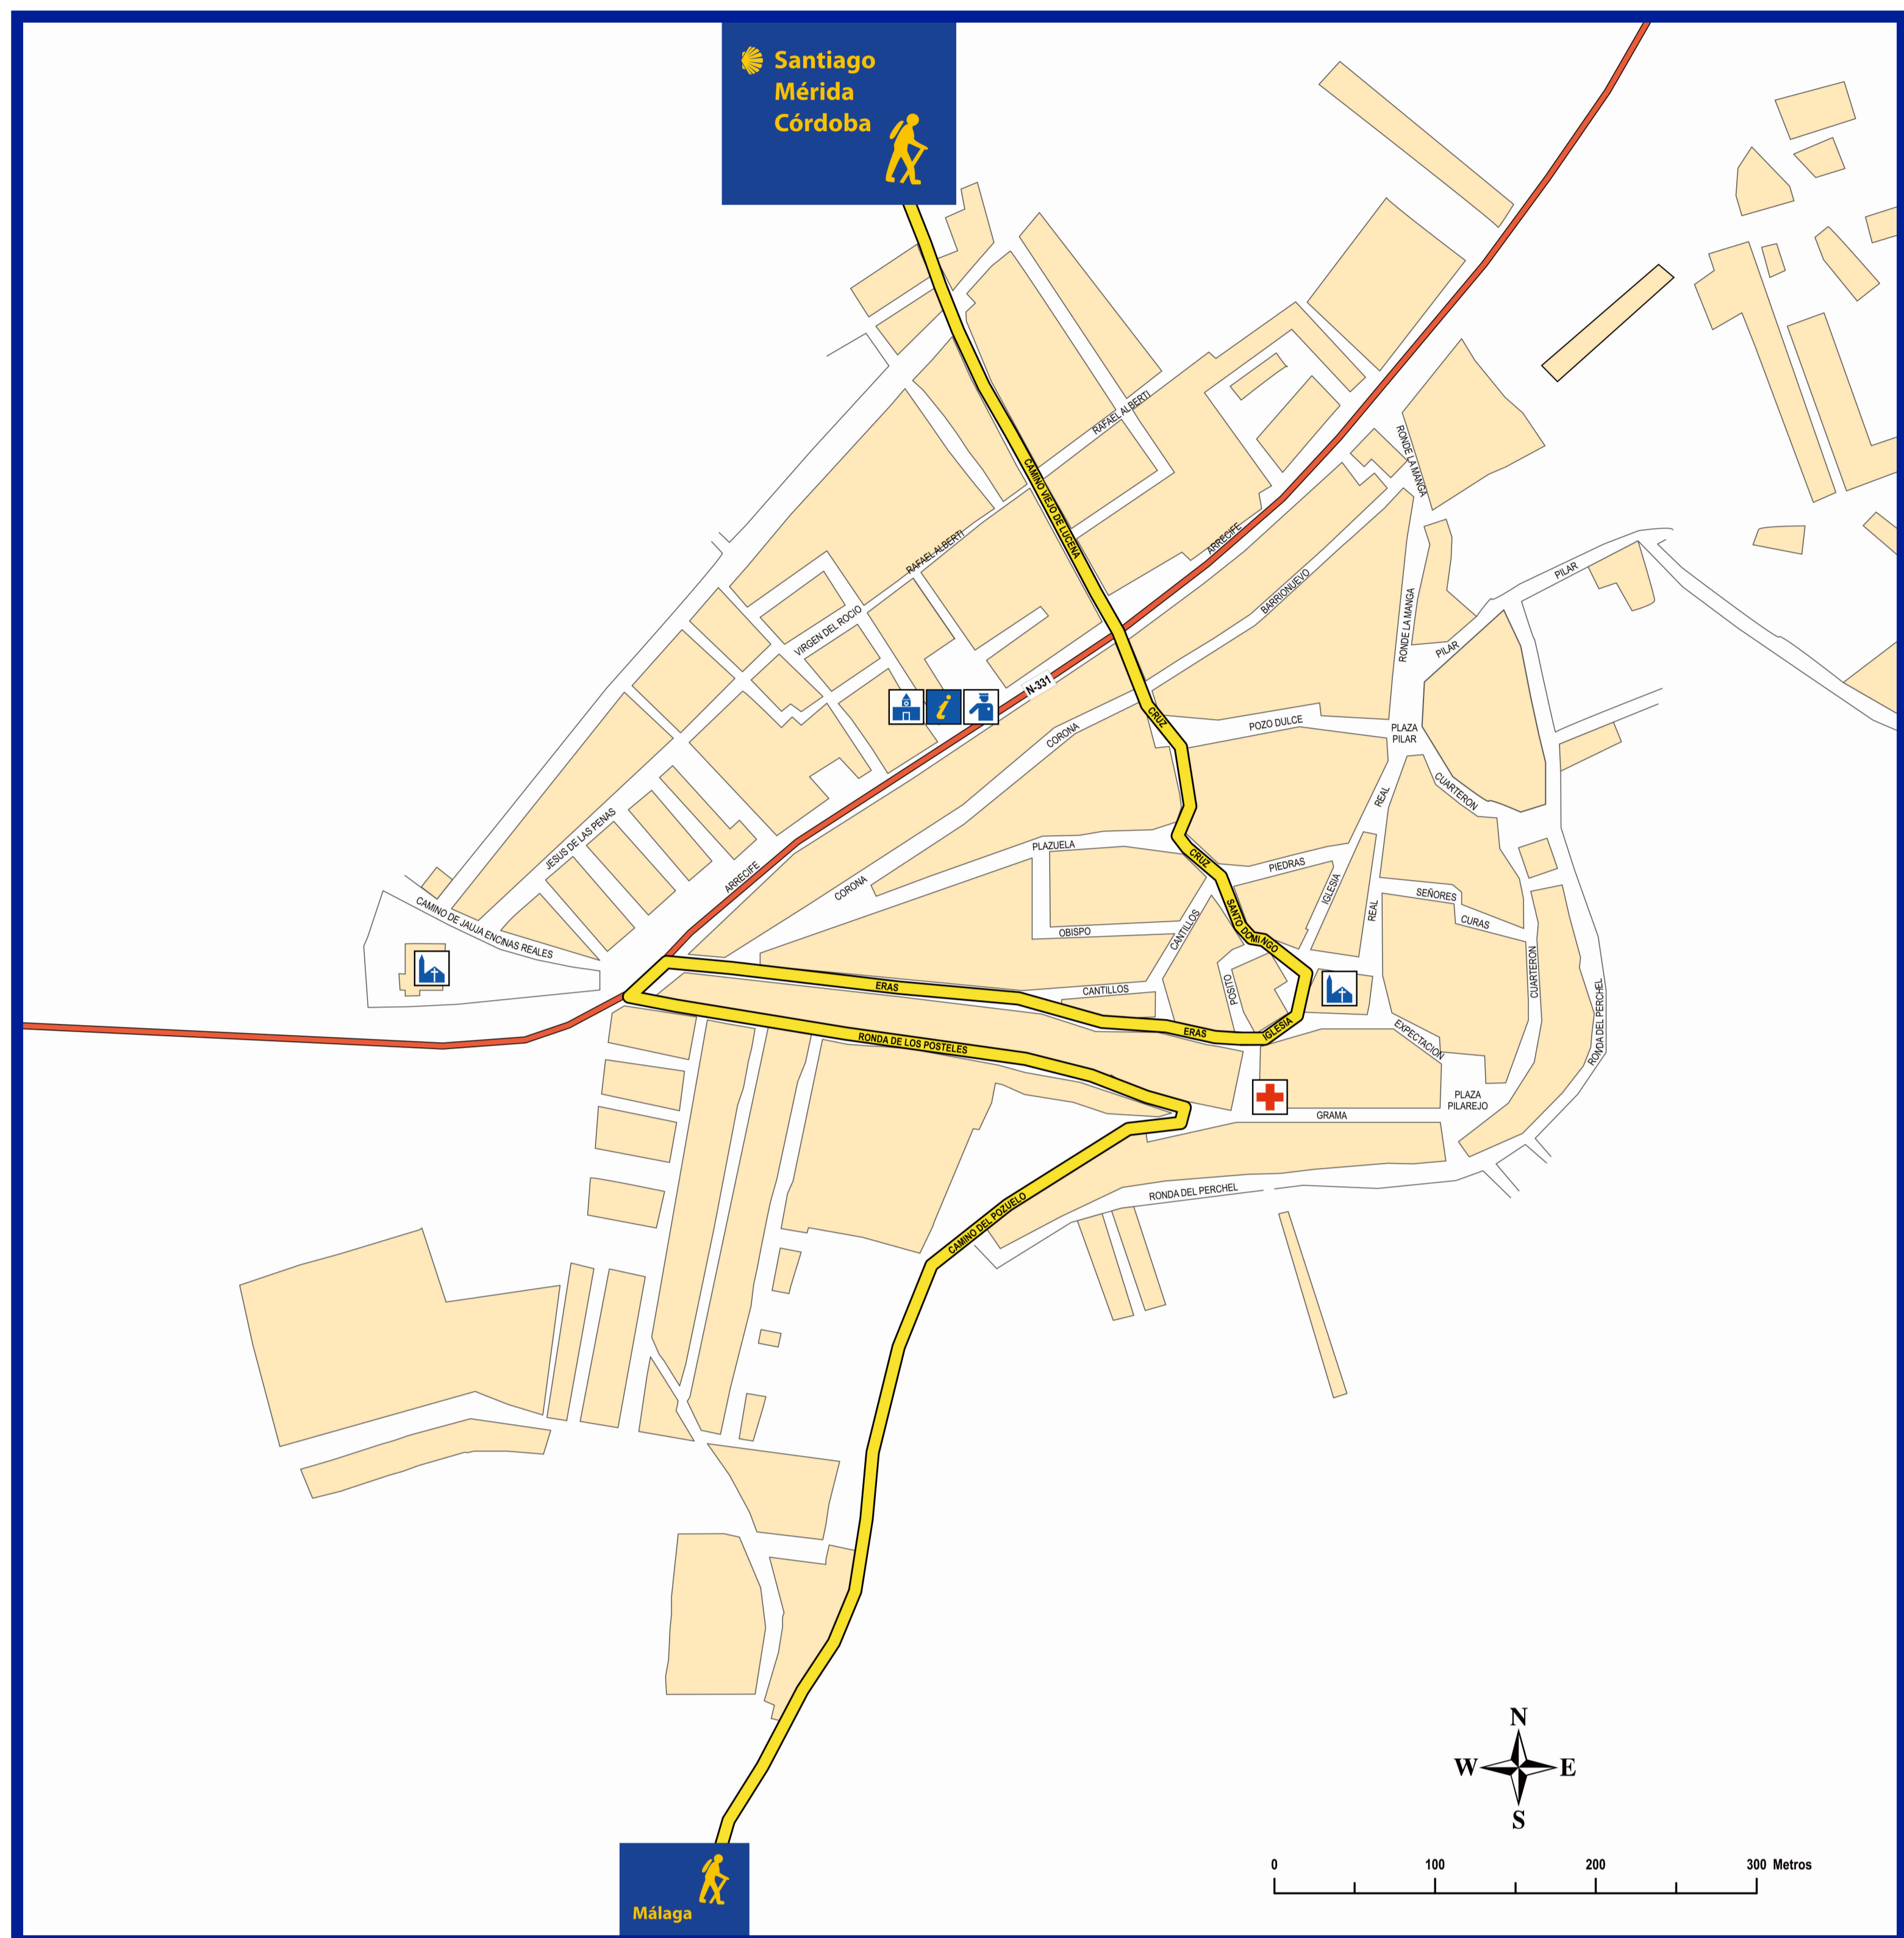 Santiago
Mérida
Córdoba
RAFAEL ALBERTI
RONDE LA MANGA
CAMINO VIEJO DE LUCENA
ARRECIFE
RAFAEL ALBERTI
PILAR
BARRIONUEVO
VIRGEN DEL ROCIO
RONDE LA MANGA
PILAR
N-331
i
CRUZ
POZO DULCE
PLAZA
PILAR
CORONA
CUARTERON
REAL
JESUS DE LAS PENAS
PLAZUELA
CRUZ
PIEDRAS
ARRECIFE
CORONA
IGLESIA
SEÑORES
CURAS
REAL
CAMINO DE JAUJA ENCINAS REALES
OBISPO
CANTILLOS
SANTO DOMINGO
CUARTERON
ERAS
CANTILLOS
POSITO
RONDA DEL PERCHEL
ERAS
IGLESIA
EXPECTACION
RONDA DE LOS POSTELES
PLAZA
PILAREJO
GRAMA
RONDA DEL PERCHEL
CAMINO DEL POZUELO
N
W E
S
0 100 200 300 Metros
Málaga